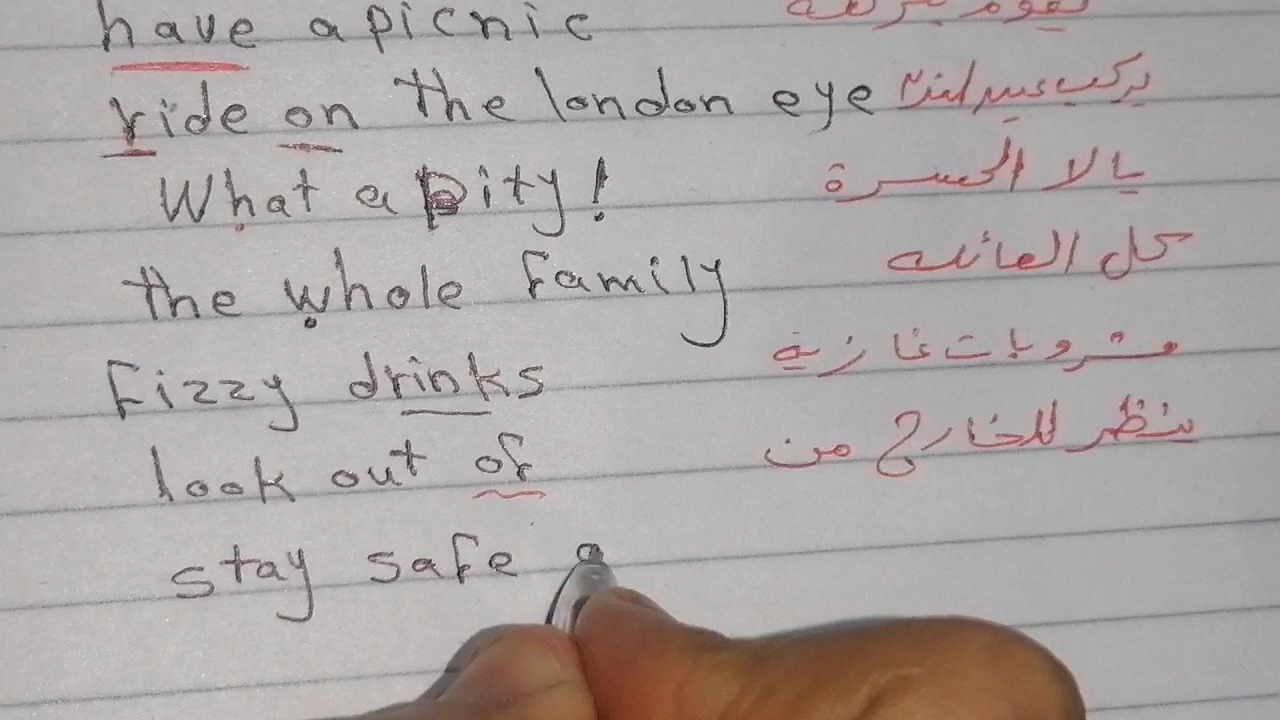 have a picnic
ride on the london eye يركب عين لندن
What a pity! يالا الحسرة
the whole family كل العائله
fizzy drinks مشروبات غازية
look out of ينظر للخارج من
stay safe